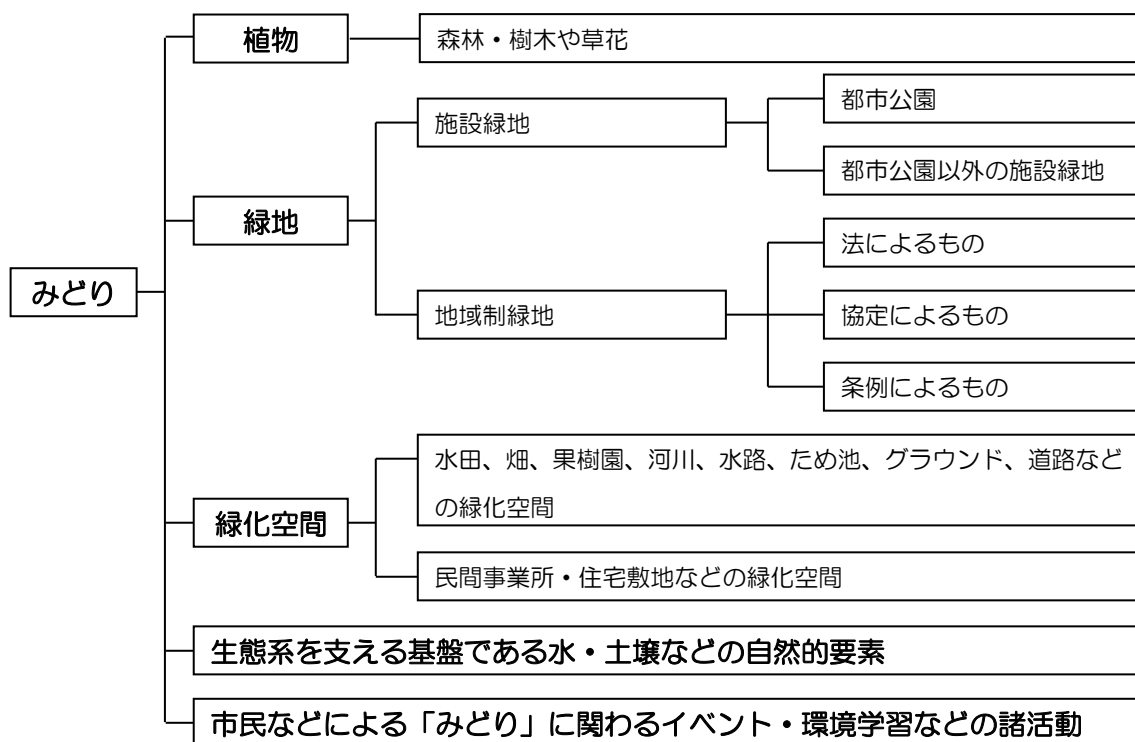 植物
森林・樹木や草花
都市公園
施設緑地
都市公園以外の施設緑地
緑地
法によるもの
みどり
地域制緑地
協定によるもの
条例によるもの
水田、畑、果樹園、河川、水路、ため池、グラウンド、道路など
の緑化空間
緑化空間
民間事業所・住宅敷地などの緑化空間
生態系を支える基盤である水・土壌などの自然的要素
市民などによる「みどり」に関わるイベント・環境学習などの諸活動